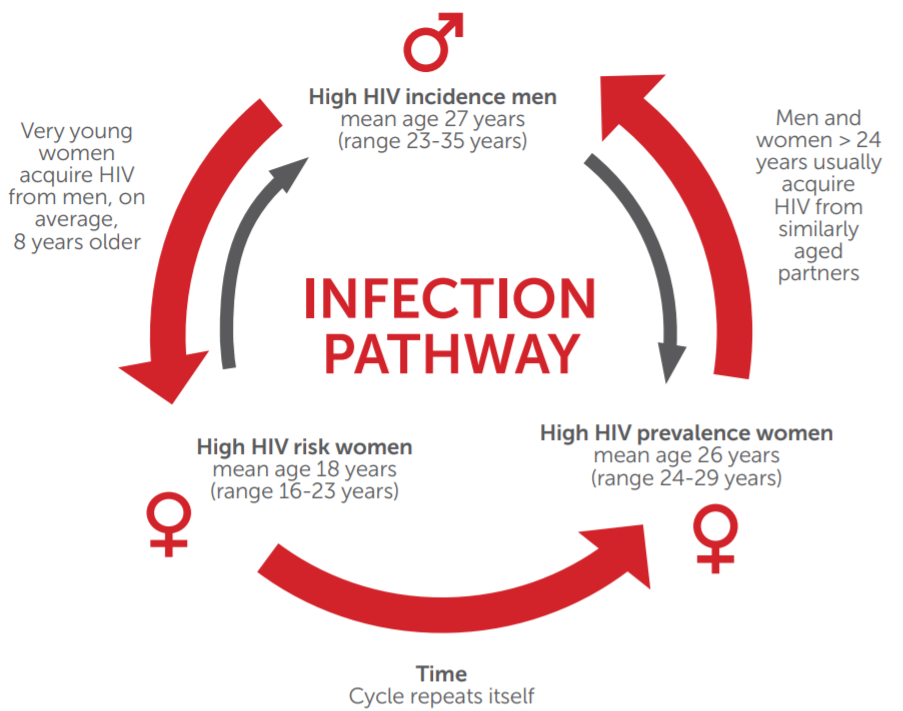 High HIV incidence men
mean age 27 years
(range 23-35 years)
Very young
women
acquire HIV
from men, on
average,
8 years older
Men and
women > 24
years usually
acquire
HIV from
similarly
aged
partners
INFECTION
PATHWAY
High HIV risk women
mean age 18 years
(range 16-23 years)
High HIV prevalence women
mean age 26 years
(range 24-29 years)
Time
Cycle repeats itself